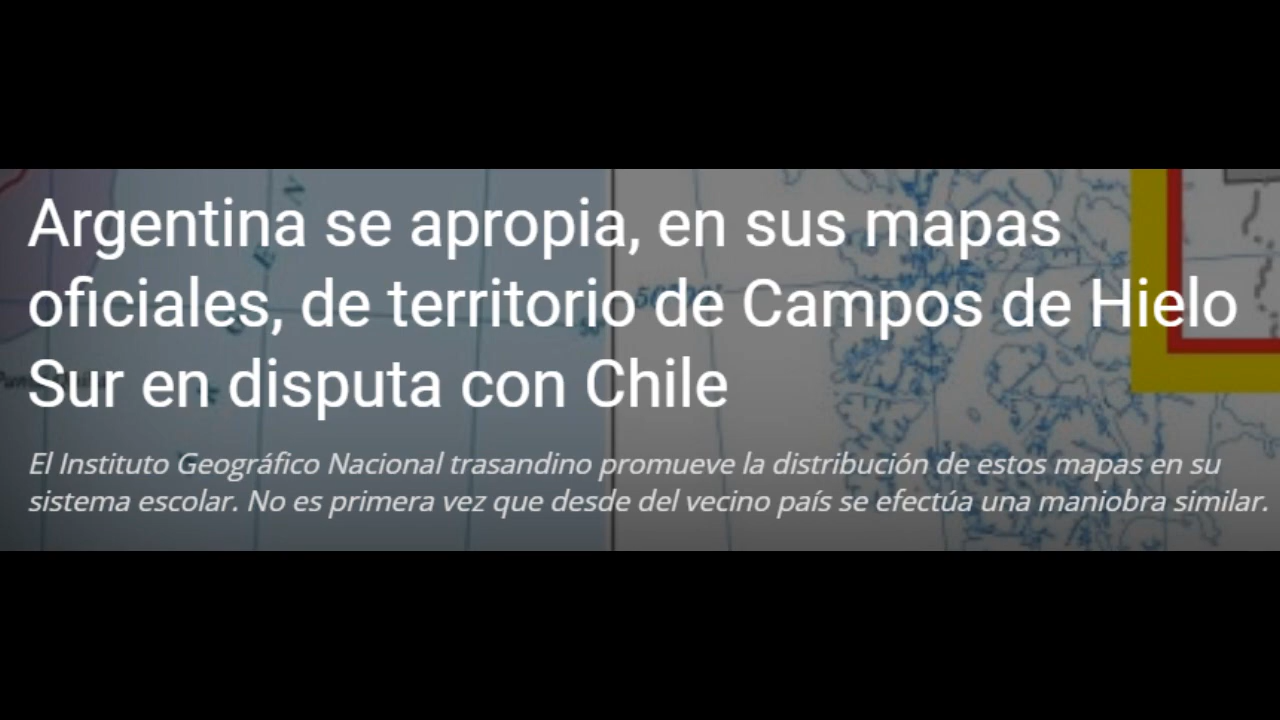 Argentina se apropia, en sus mapas
oficiales, de territorio de Campos de Hielo
Sur en disputa con Chile
El Instituto Geográfico Nacional trasandino promueve la distribución de estos mapas en su
sistema escolar. No es primera vez que desde del vecino país se efectúa una maniobra similar.